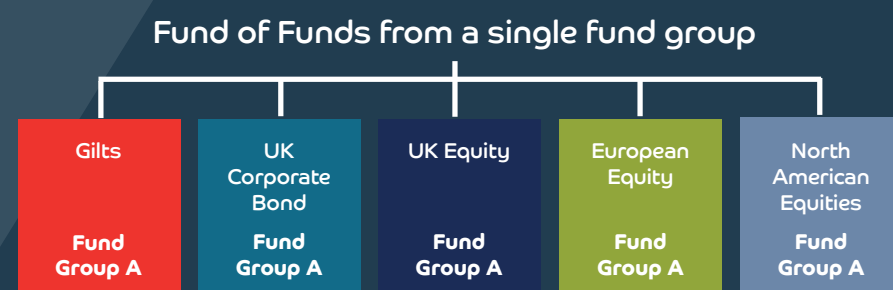 Fund of Funds from a single fund group
Gilts
Fund
Group A
UK
Corporate
Bond
Fund
Group A
UK Equity
Fund
Group A
European
Equity
Fund
Group A
North
American
Equities
Fund
Group A